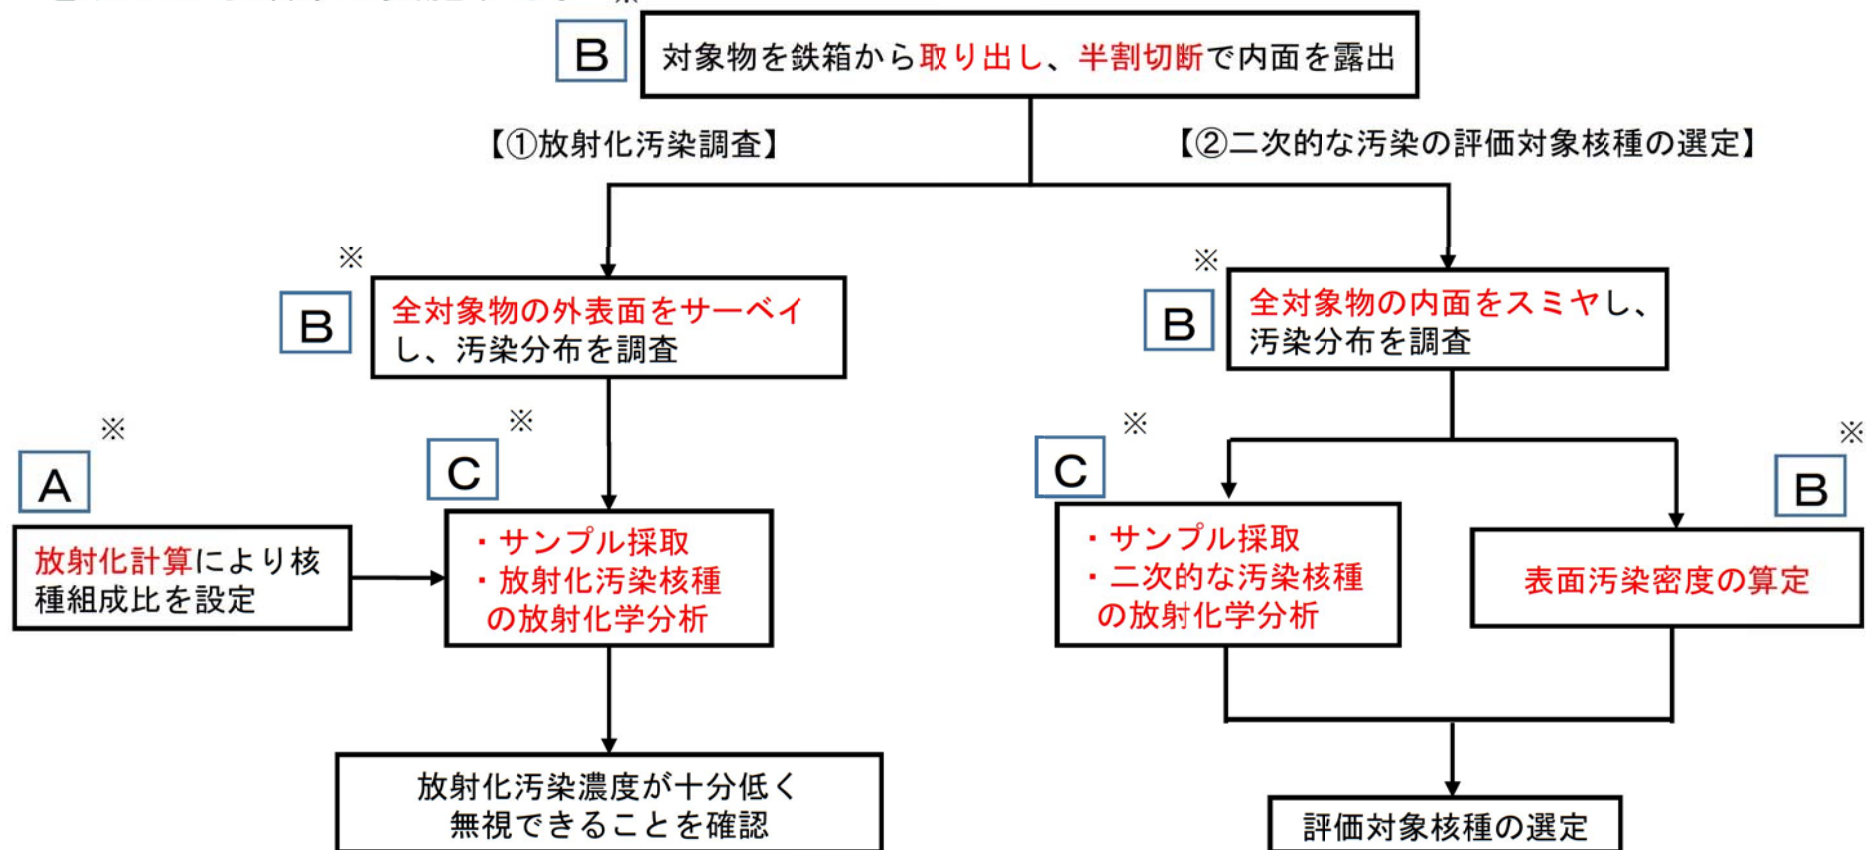 ※
B
対象物を鉄箱から取り出し、半割切断で内面を露出
【①放射化汚染調査】
【②二次的な汚染の評価対象核種の選定】
※
B
全対象物の外表面をサーベイ
し、汚染分布を調査
※
B
全対象物の内面をスミヤし、
汚染分布を調査
※
A
放射化計算により核
種組成比を設定
※
C
・サンプル採取
・放射化汚染核種
の放射化学分析
※
C
・サンプル採取
・二次的な汚染核種
の放射化学分析
※
B
表面汚染密度の算定
放射化汚染濃度が十分低く
無視できることを確認
評価対象核種の選定